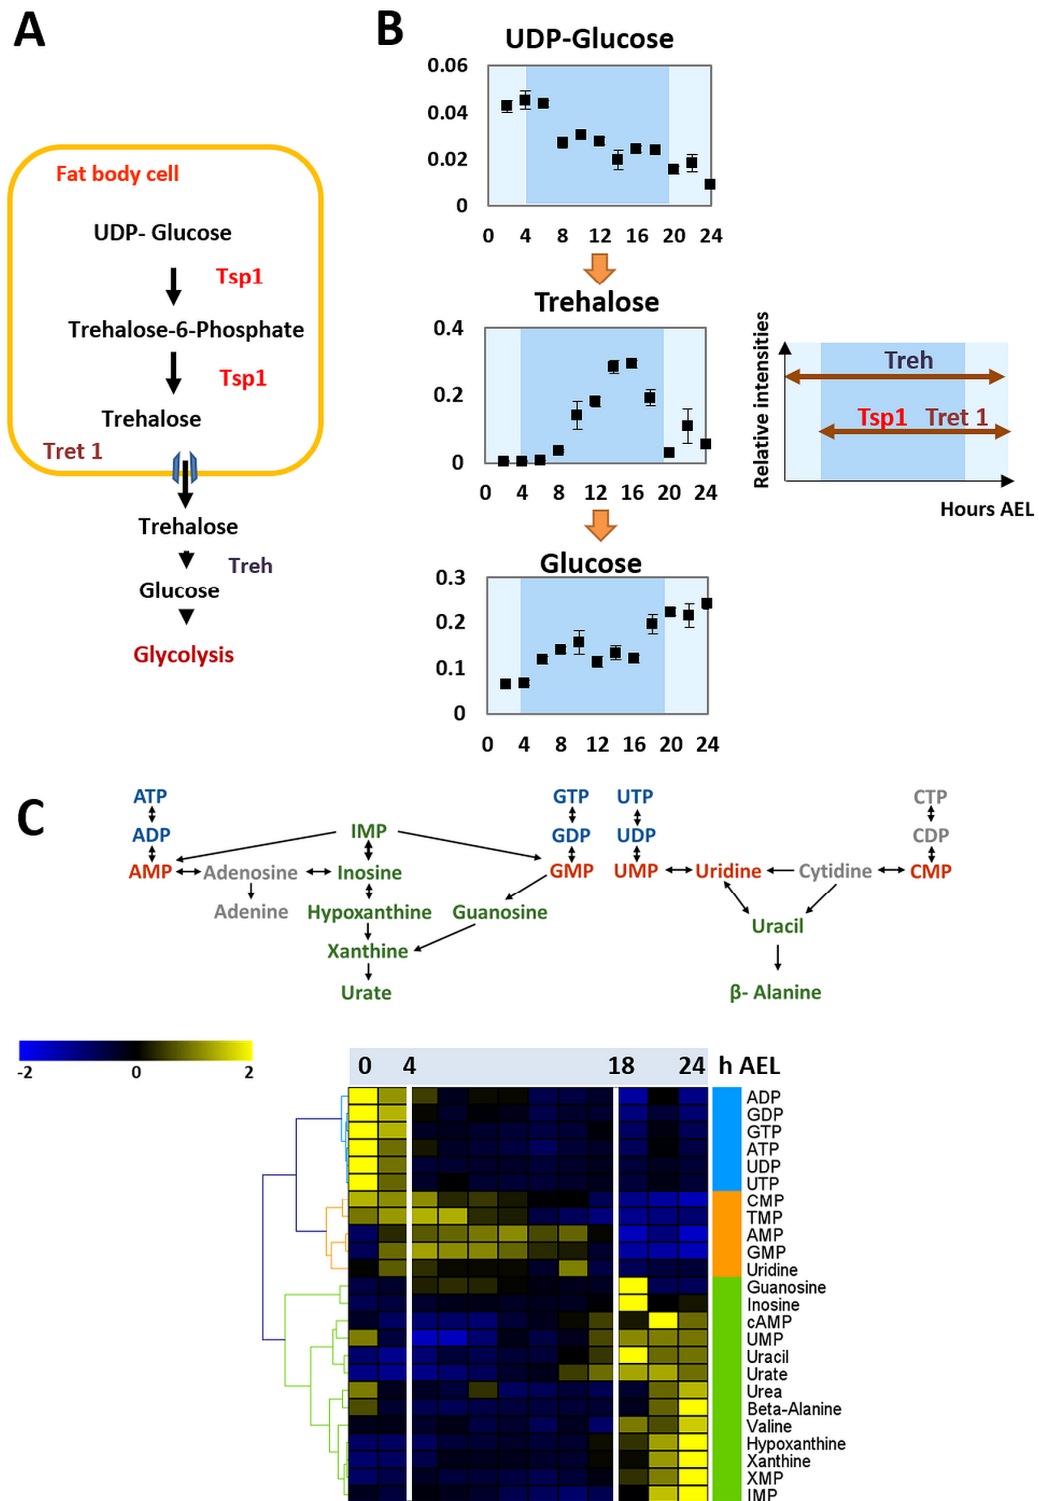 A
Fat body cell
UDP- Glucose
Tsp1
Trehalose-6-Phosphate
Tsp1
Trehalose
Tret 1
Trehalose
Treh
Glucose
Glycolysis
B
UDP-Glucose
0.06
0.04
0.02
0
0 4 8 12 16 20 24
Trehalose
0.4
0.2
0
0 4 8 12 16 20 24
Glucose
0.3
0.2
0.1
0
0 4 8 12 16 20 24
Relative intensities
Treh
Tsp1 Tret 1
Hours AEL
C
ATP GTP UTP CTP
ADP IMP GDP UDP CDP
AMP Adenosine Inosine GMP UMP Uridine Cytidine CMP
Adenine Hypoxanthine Guanosine Uracil
Xanthine
Urate β- Alanine
-2 0 2
0 4 18 24 h AEL
ADP
GDP
GTP
ATP
UDP
UTP
CMP
TMP
AMP
GMP
Uridine
Guanosine
Inosine
cAMP
UMP
Uracil
Urate
Urea
Beta-Alanine
Valine
Hypoxanthine
Xanthine
XMP
IMP